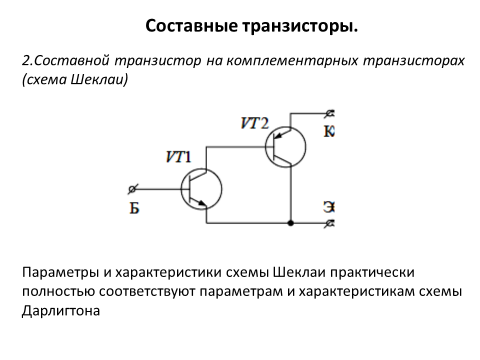 Составные транзисторы.
2.Составной транзистор на комплементарных транзисторах
(схема Шеклаи)
VT2
К
VT1
Б
Э
Параметры и характеристики схемы Шеклаи практически
полностью соответствуют параметрам и характеристикам схемы
Дарлигтона